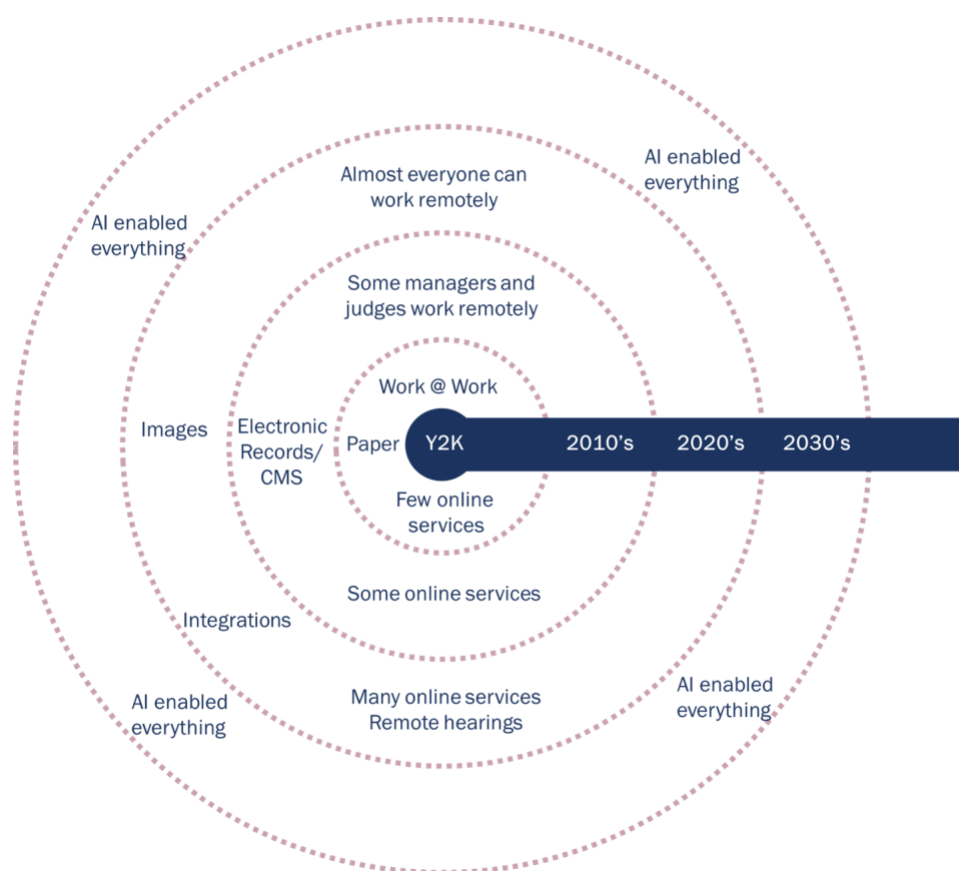 Almost everyone can
work remotely
AI enabled
everything
AI enabled
everything
Some managers and
judges work remotely
Work @ Work
Images
Electronic
Records/
CMS
Paper
Y2K
2010's
2020's
2030's
Few online
services
Some online services
Integrations
Many online services
Remote hearings
AI enabled
everything
AI enabled
everything